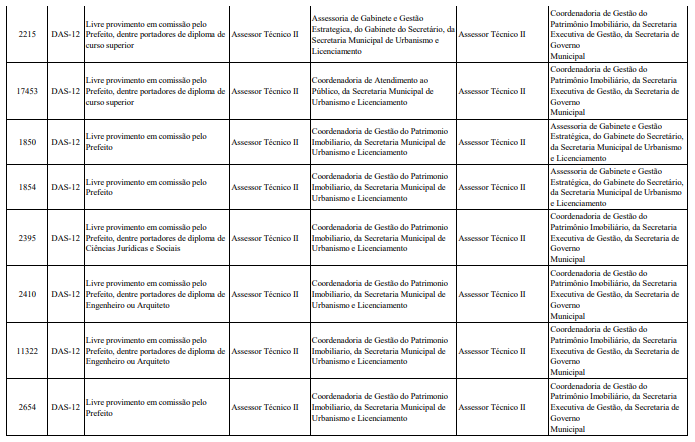 2215 DAS-12 Livre provimento em comissão pelo
Prefeito, dentre portadores de diploma de
curso superior
Assessor Técnico II
Assessoria de Gabinete e Gestão
Estrategica, do Gabinete do Secretário, da
Secretaria Municipal de Urbanismo e
Licenciamento
Assessor Técnico II
Coordenadoria de Gestão do
Patrimônio Imobiliário, da Secretaria
Executiva de Gestão, da Secretaria de
Governo
Municipal
17453 DAS-12 Livre provimento em comissão pelo
Prefeito, dentre portadores de diploma de
curso superior
Assessor Técnico II
Coordenadoria de Atendimento ao
Público, da Secretaria Municipal de
Urbanismo e Licenciamento
Assessor Técnico II
Coordenadoria de Gestão do
Patrimônio Imobiliário, da Secretaria
Executiva de Gestão, da Secretaria de
Governo
Municipal
1850 DAS-12 Livre provimento em comissão pelo
Prefeito
Assessor Técnico II
Coordenadoria de Gestão do Patrimonio
Imobiliario, da Secretaria Municipal de
Urbanismo e Licenciamento
Assessor Técnico II
Assessoria de Gabinete e Gestão
Estratégica, do Gabinete do Secretário,
da Secretaria Municipal de Urbanismo
e Licenciamento
1854 DAS-12 Livre provimento em comissão pelo
Prefeito
Assessor Técnico II
Coordenadoria de Gestão do Patrimonio
Imobiliario, da Secretaria Municipal de
Urbanismo e Licenciamento
Assessor Técnico II
Assessoria de Gabinete e Gestão
Estratégica, do Gabinete do Secretário,
da Secretaria Municipal de Urbanismo
e Licenciamento
2395 DAS-12 Livre provimento em comissão pelo
Prefeito, dentre portadores de diploma de
Ciências Jurídicas e Sociais
Assessor Técnico II
Coordenadoria de Gestão do Patrimonio
Imobiliario, da Secretaria Municipal de
Urbanismo e Licenciamento
Assessor Técnico II
Coordenadoria de Gestão do
Patrimônio Imobiliário, da Secretaria
Executiva de Gestão, da Secretaria de
Governo
Municipal
2410 DAS-12 Livre provimento em comissão pelo
Prefeito, dentre portadores de diploma de
Engenheiro ou Arquiteto
Assessor Técnico II
Coordenadoria de Gestão do Patrimonio
Imobiliario, da Secretaria Municipal de
Urbanismo e Licenciamento
Assessor Técnico II
Coordenadoria de Gestão do
Patrimônio Imobiliário, da Secretaria
Executiva de Gestão, da Secretaria de
Governo
Municipal
11322 DAS-12 Livre provimento em comissão pelo
Prefeito, dentre portadores de diploma de
Engenheiro ou Arquiteto
Assessor Técnico II
Coordenadoria de Gestão do Patrimonio
Imobiliario, da Secretaria Municipal de
Urbanismo e Licenciamento
Assessor Técnico II
Coordenadoria de Gestão do
Patrimônio Imobiliário, da Secretaria
Executiva de Gestão, da Secretaria de
Governo
Municipal
2654 DAS-12 Livre provimento em comissão pelo
Prefeito
Assessor Técnico II
Coordenadoria de Gestão do Patrimonio
Imobiliario, da Secretaria Municipal de
Urbanismo e Licenciamento
Assessor Técnico II
Coordenadoria de Gestão do
Patrimônio Imobiliário, da Secretaria
Executiva de Gestão, da Secretaria de
Governo
Municipal